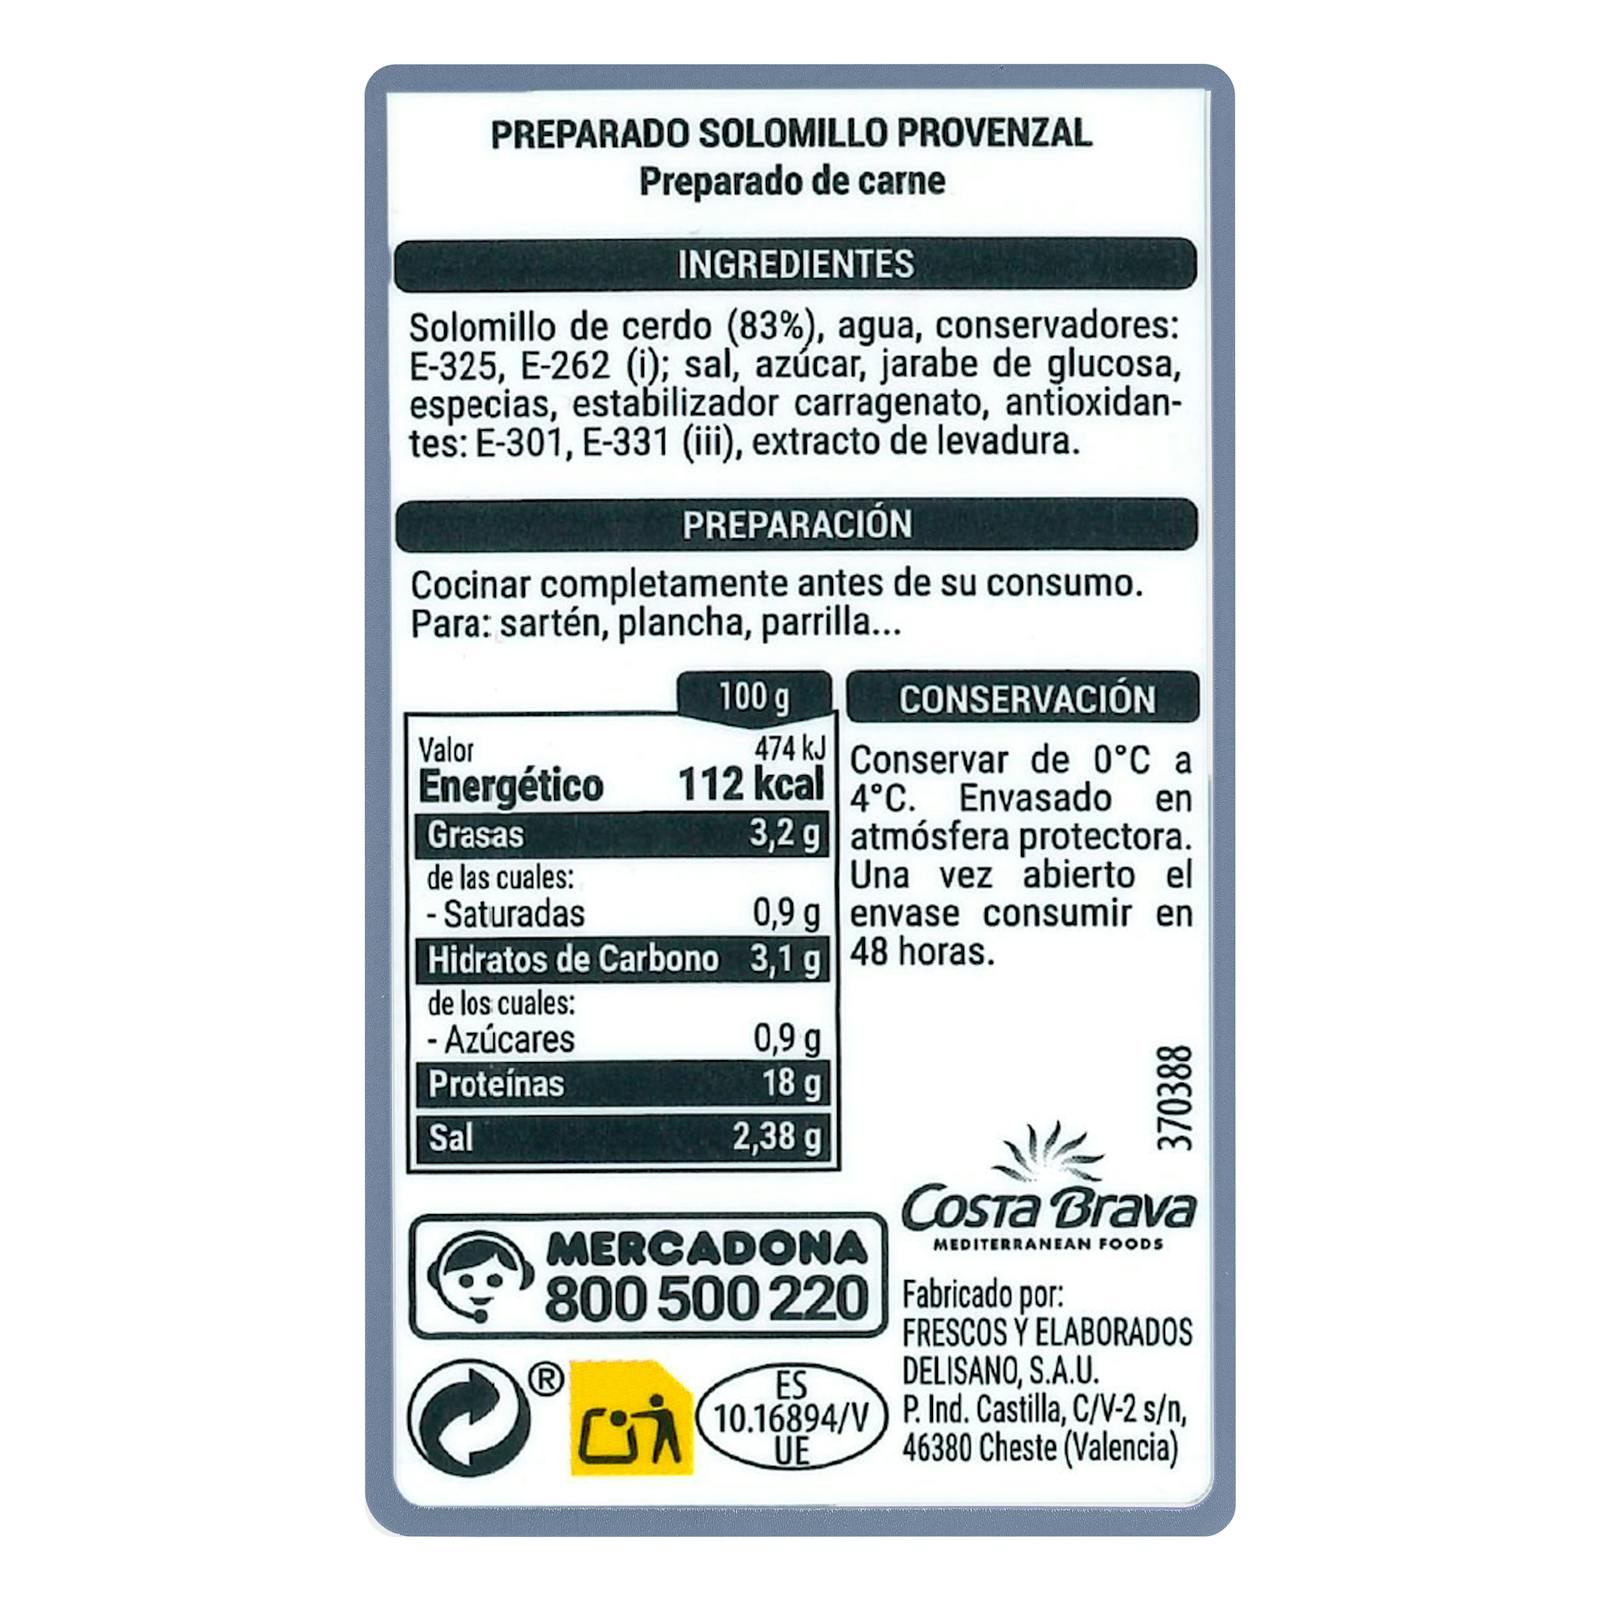 PREPARADO SOLOMILLO PROVENZAL
Preparado de carne
INGREDIENTES
Solomillo de cerdo (83%), agua, conservadores:
E-325, E-262 (i); sal, azúcar, jarabe de glucosa,
especias, estabilizador carragenato, antioxidan-
tes: E-301, E-331 (iii), extracto de levadura.
PREPARACIÓN
Cocinar completamente antes de su consumo.
Para: sartén, plancha, parrilla...
100 g
Valor 474 kJ
Energético 112 kcal
Grasas 3,2 g
de las cuales:
- Saturadas 0,9 g
Hidratos de Carbono 3,1 g
de los cuales:
- Azúcares 0,9 g
Proteínas 18 g
Sal 2,38 g
CONSERVACIÓN
Conservar de 0°C a
4°C. Envasado en
atmósfera protectora.
Una vez abierto el
envase consumir en
48 horas.
370388
Costa Brava
MEDITERRANEAN FOODS
MERCADONA
800 500 220
®
ES
10.16894/V
UE
Fabricado por:
FRESCOS Y ELABORADOS
DELISANO, S.A.U.
P. Ind. Castilla, C/V-2 s/n,
46380 Cheste (Valencia)